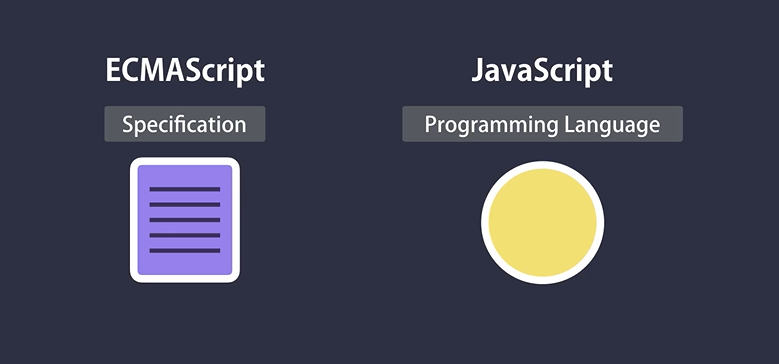 ECMAScript
Specification
JavaScript
Programming Language